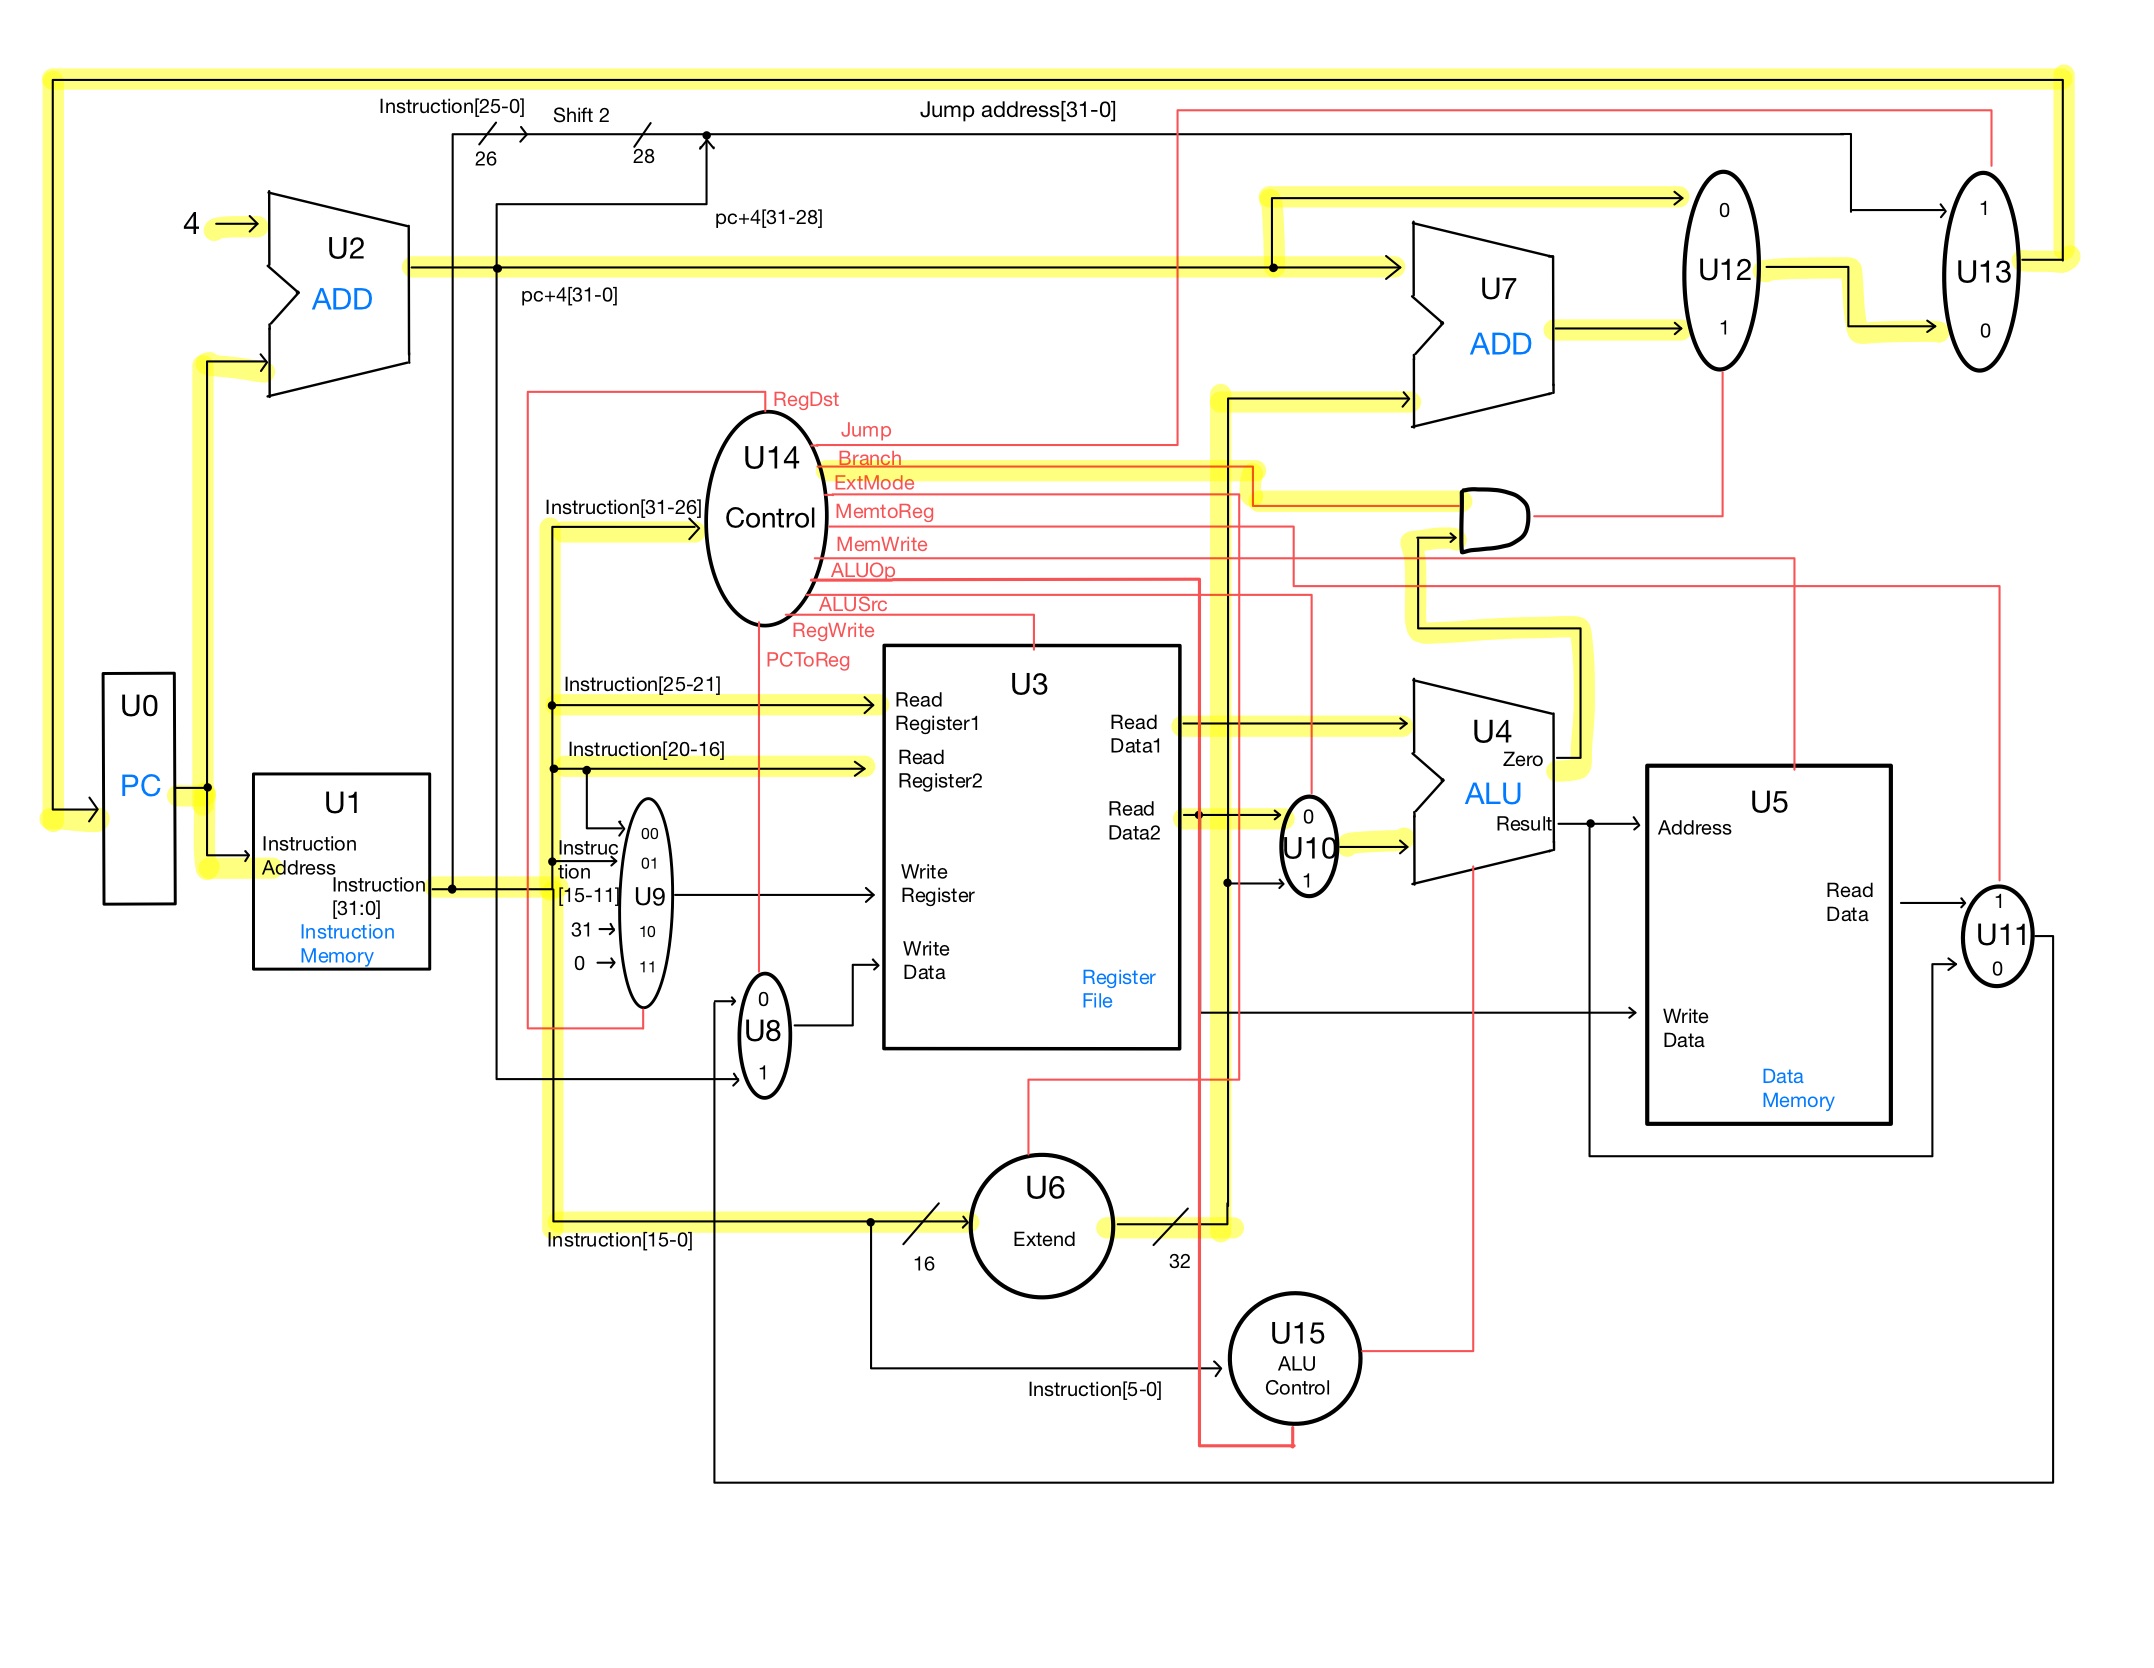 Instruction[25-0]
Shift 2
Jump address[31-0]
26
28
4
U2
ADD
pc+4[31-28]
pc+4[31-0]
U7
ADD
0
U12
1
1
U13
0
RegDst
Jump
Branch
ExtMode
MemtoReg
MemWrite
ALUOp
ALUSrc
RegWrite
PCToReg
U14
Control
Instruction[31-26]
Instruction[25-21]
Instruction[20-16]
U0
PC
U1
Instruction
Address
Instruction
[31:0]
Instruction
Memory
Instruc
tion
[15-11]
31
0
00
01
U9
10
11
U3
Read
Register1
Read
Register2
Read
Data1
Read
Data2
Write
Register
Write
Data
Register
File
0
U8
1
0
U10
1
U4
Zero
ALU
Result
U5
Address
Read
Data
Write
Data
Data
Memory
1
U11
0
U6
Extend
Instruction[15-0]
16
32
U15
ALU
Control
Instruction[5-0]